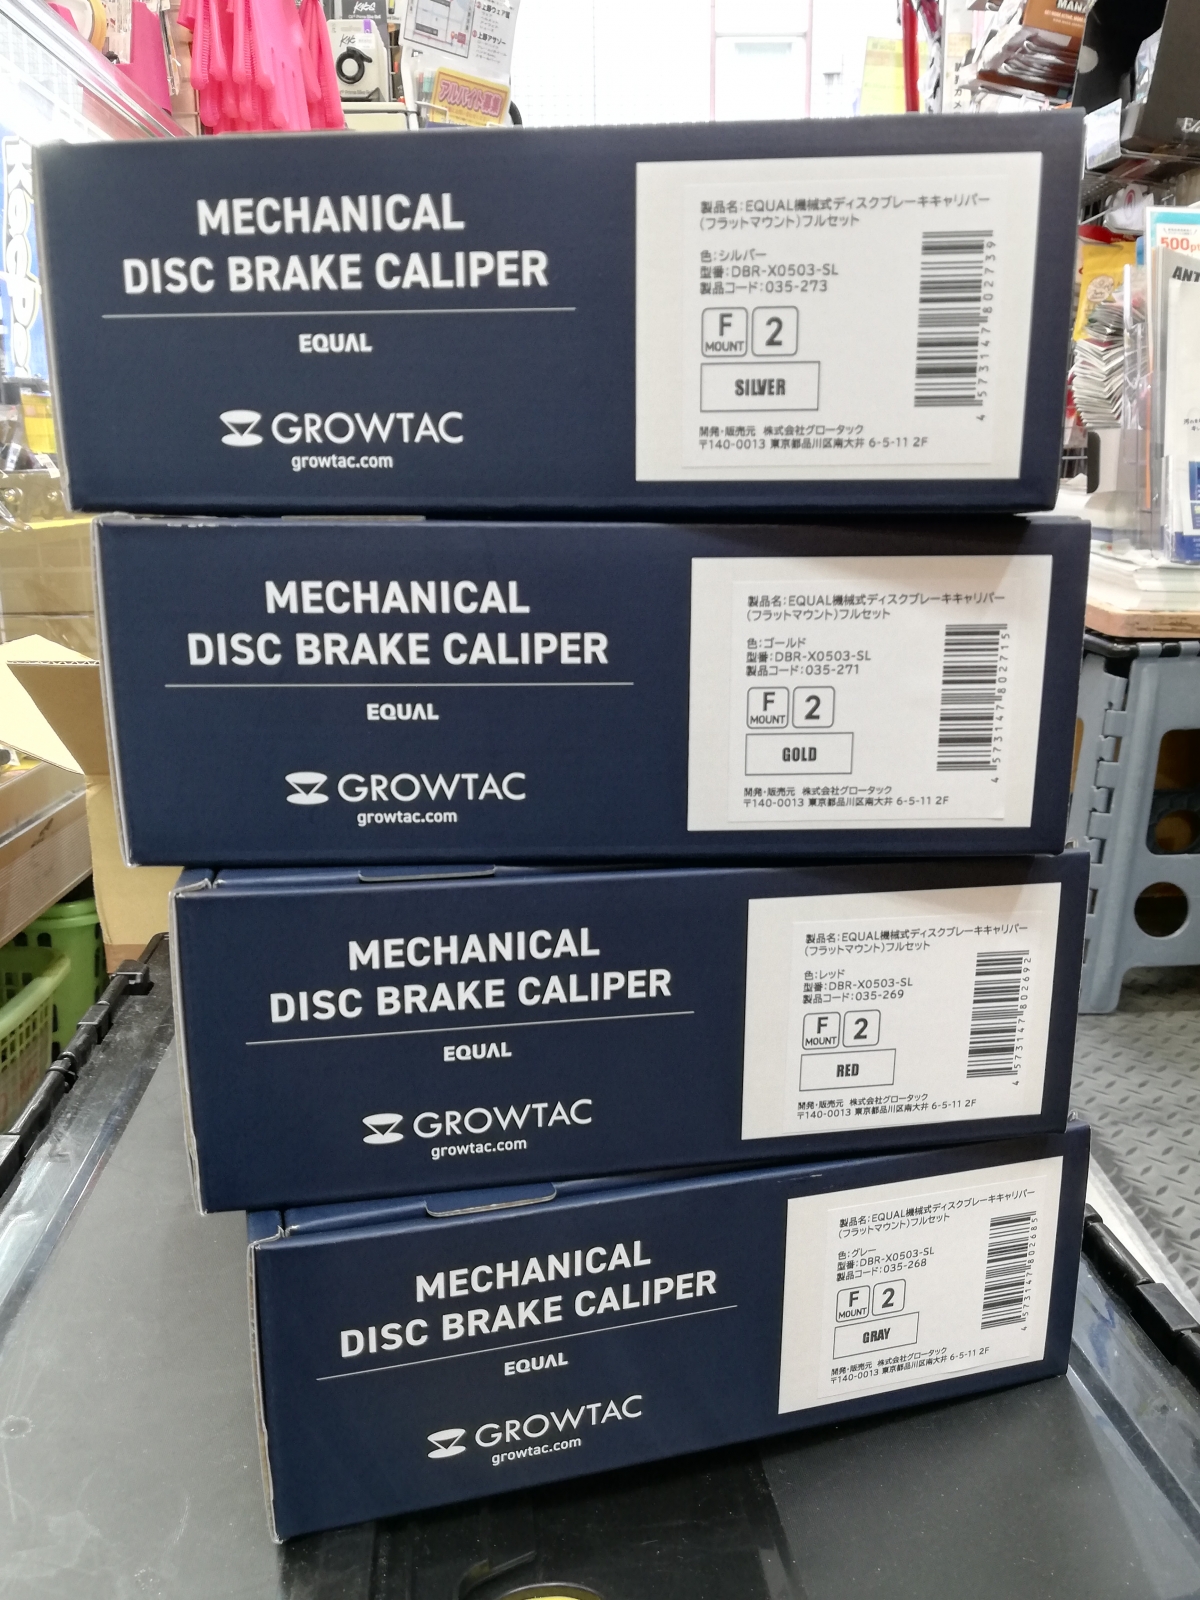 アルバイト募集
500pt
MECHANICAL
DISC BRAKE CALIPER
EQUAL
GROWTAC
growtac.com
製品名：EQUAL機械式ディスクブレーキキャリパー
(フラットマウント)フルセット
色：シルバー
型番：DBR-X0503-SL
製品コード：035-273
F
MOUNT
2
SILVER
開発・販売元 株式会社グロータック
〒140-0013 東京都品川区南大井 6-5-11 2F
4573147802739
MECHANICAL
DISC BRAKE CALIPER
EQUAL
GROWTAC
growtac.com
製品名：EQUAL機械式ディスクブレーキキャリパー
(フラットマウント)フルセット
色：ゴールド
型番：DBR-X0503-SL
製品コード：035-271
F
MOUNT
2
GOLD
開発・販売元 株式会社グロータック
〒140-0013 東京都品川区南大井 6-5-11 2F
4573147802715
MECHANICAL
DISC BRAKE CALIPER
EQUAL
GROWTAC
growtac.com
製品名：EQUAL機械式ディスクブレーキキャリパー
(フラットマウント)フルセット
色：レッド
型番：DBR-X0503-SL
製品コード：035-269
F
MOUNT
2
RED
開発・販売元 株式会社グロータック
〒140-0013 東京都品川区南大井 6-5-11 2F
4573147802692
MECHANICAL
DISC BRAKE CALIPER
EQUAL
GROWTAC
growtac.com
製品名：EQUAL機械式ディスクブレーキキャリパー
(フラットマウント)フルセット
色：グレー
型番：DBR-X0503-SL
製品コード：035-268
F
MOUNT
2
GRAY
開発・販売元 株式会社グロータック
〒140-0013 東京都品川区南大井 6-5-11 2F
4573147802685